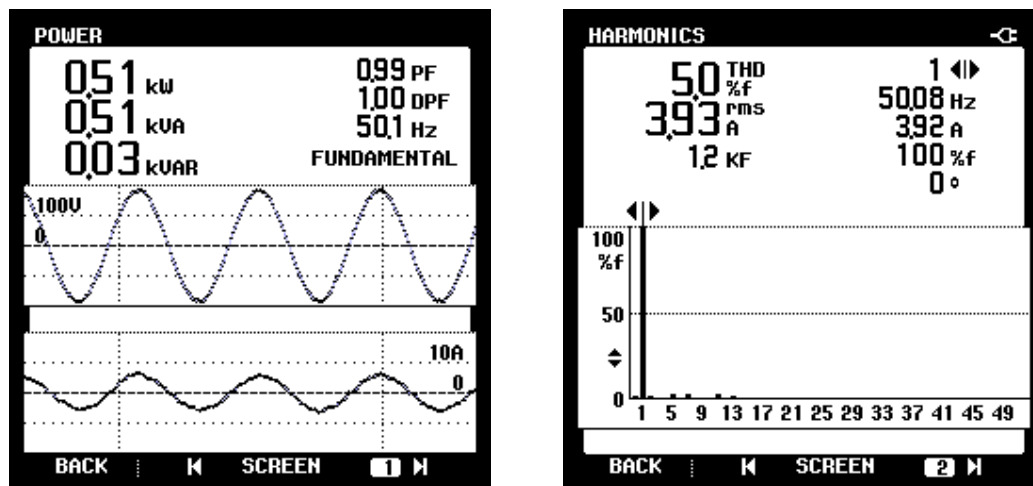 POWER
0.51 kW
0.51 kVA
0.03 kVAR
0.99 PF
1.00 DPF
50.1 Hz
FUNDAMENTAL
100V
0
10A
0
BACK SCREEN 1
HARMONICS
5.0 THD %f
3.93 rms A
1.2 KF
1
50.08 Hz
3.92 A
100 %f
0 °
100
%f
50
0
1 5 9 13 17 21 25 29 33 37 41 45 49
BACK SCREEN 2